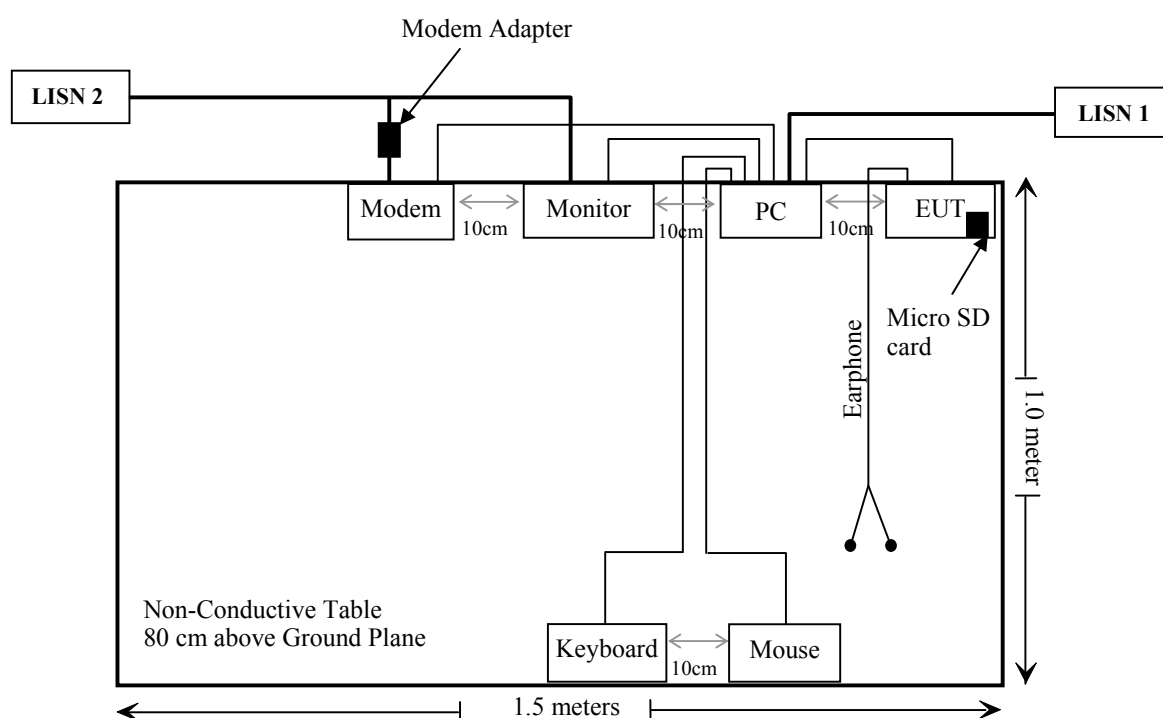 Modem Adapter
LISN 2
LISN 1
Modem
10cm
Monitor
10cm
PC
10cm
EUT
Micro SD
card
Earphone
1.0 meter
Non-Conductive Table
80 cm above Ground Plane
Keyboard
10cm
Mouse
1.5 meters